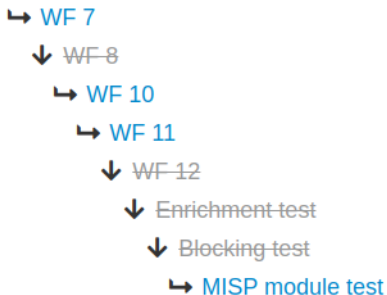 WF 7
WF 8
WF 10
WF 11
WF 12
Enrichment test
Blocking test
MISP module test